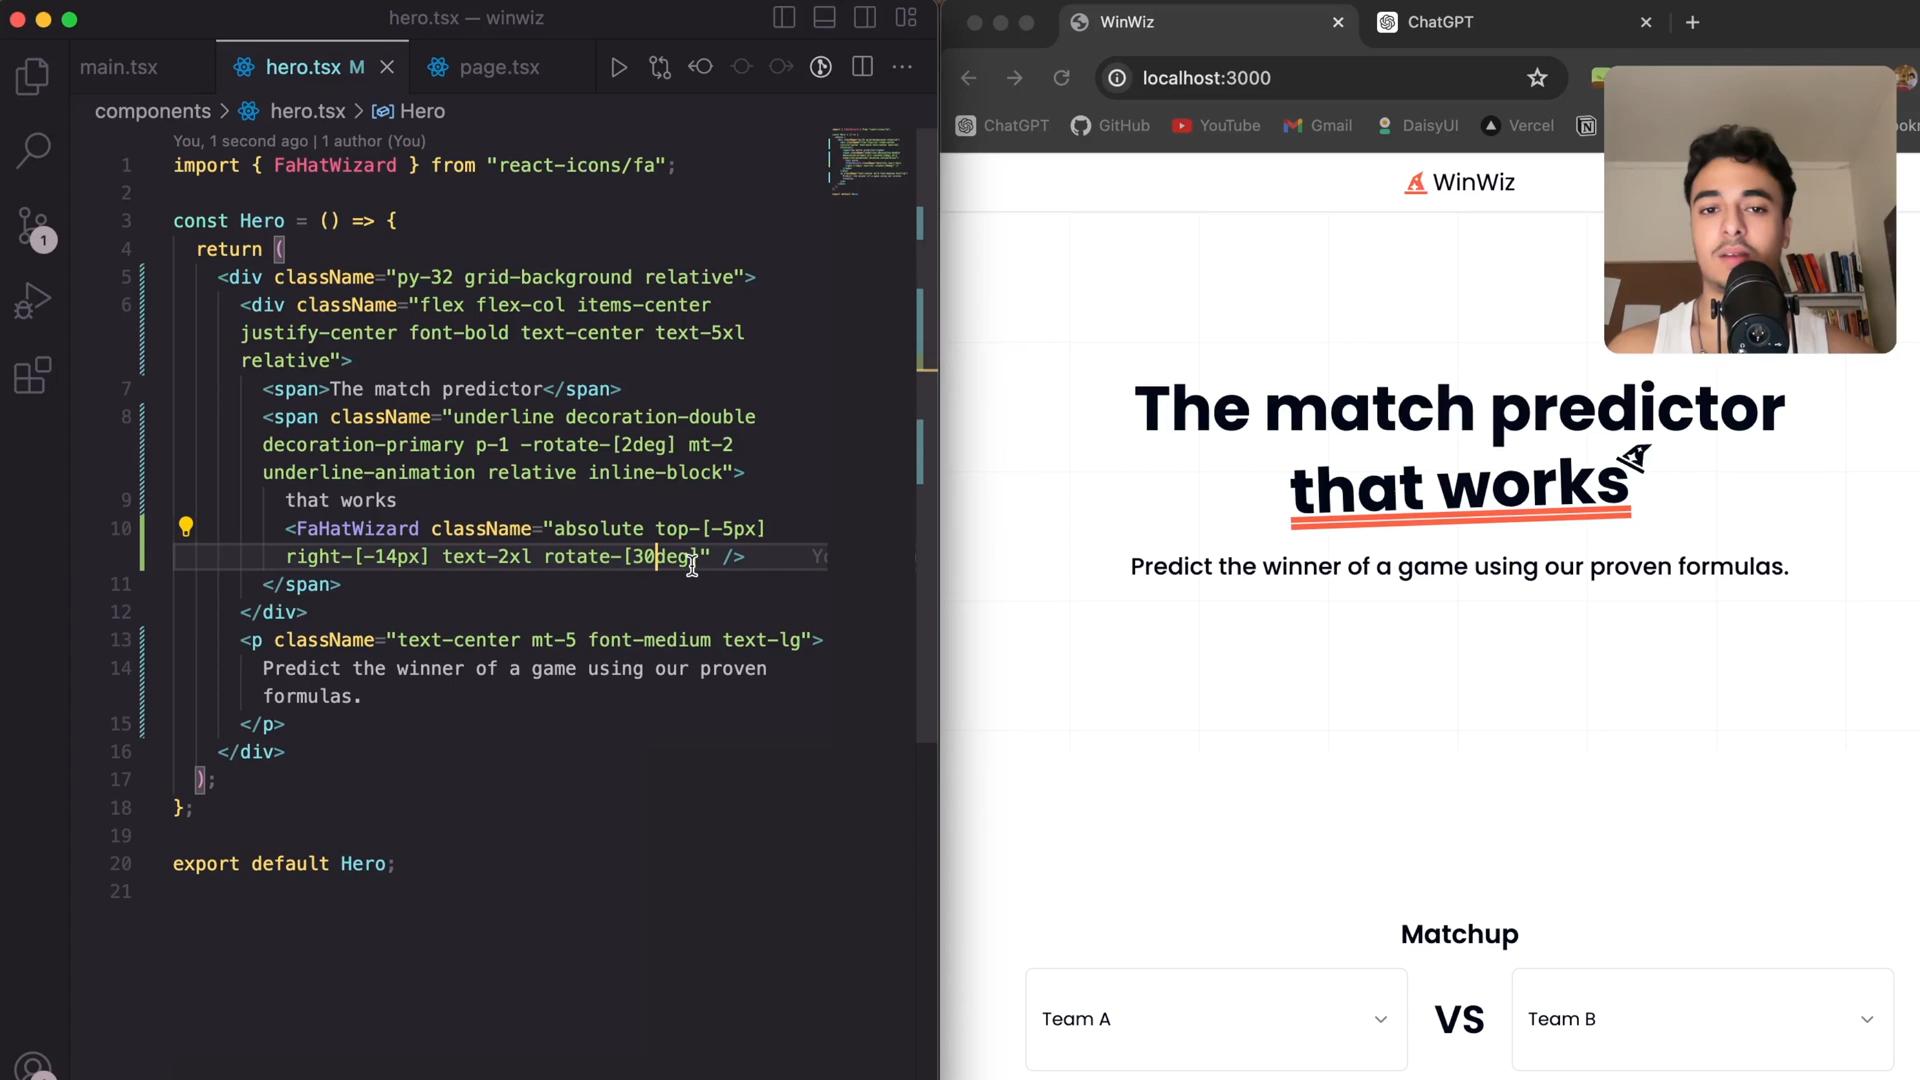 hero.tsx — winwiz
main.tsx
hero.tsx M
page.tsx
components > hero.tsx > Hero
You, 1 second ago | 1 author (You)
1 import { FaHatWizard } from "react-icons/fa";
2
3 const Hero = () => {
4 return (
5 <div className="py-32 grid-background relative">
6 <div className="flex flex-col items-center
justify-center font-bold text-center text-5xl
relative">
7 <span>The match predictor</span>
8 <span className="underline decoration-double
decoration-primary p-1 -rotate-[2deg] mt-2
underline-animation relative inline-block">
9 that works
10 <FaHatWizard className="absolute top-[-5px]
right-[-14px] text-2xl rotate-[30deg]" />
11 </span>
12 </div>
13 <p className="text-center mt-5 font-medium text-lg">
14 Predict the winner of a game using our proven
formulas.
15 </p>
16 </div>
17 );
18 };
19
20 export default Hero;
21
1
WinWiz
ChatGPT
localhost:3000
ChatGPT
GitHub
YouTube
Gmail
DaisyUI
Vercel
WinWiz
The match predictor
that works
Predict the winner of a game using our proven formulas.
Matchup
Team A
VS
Team B